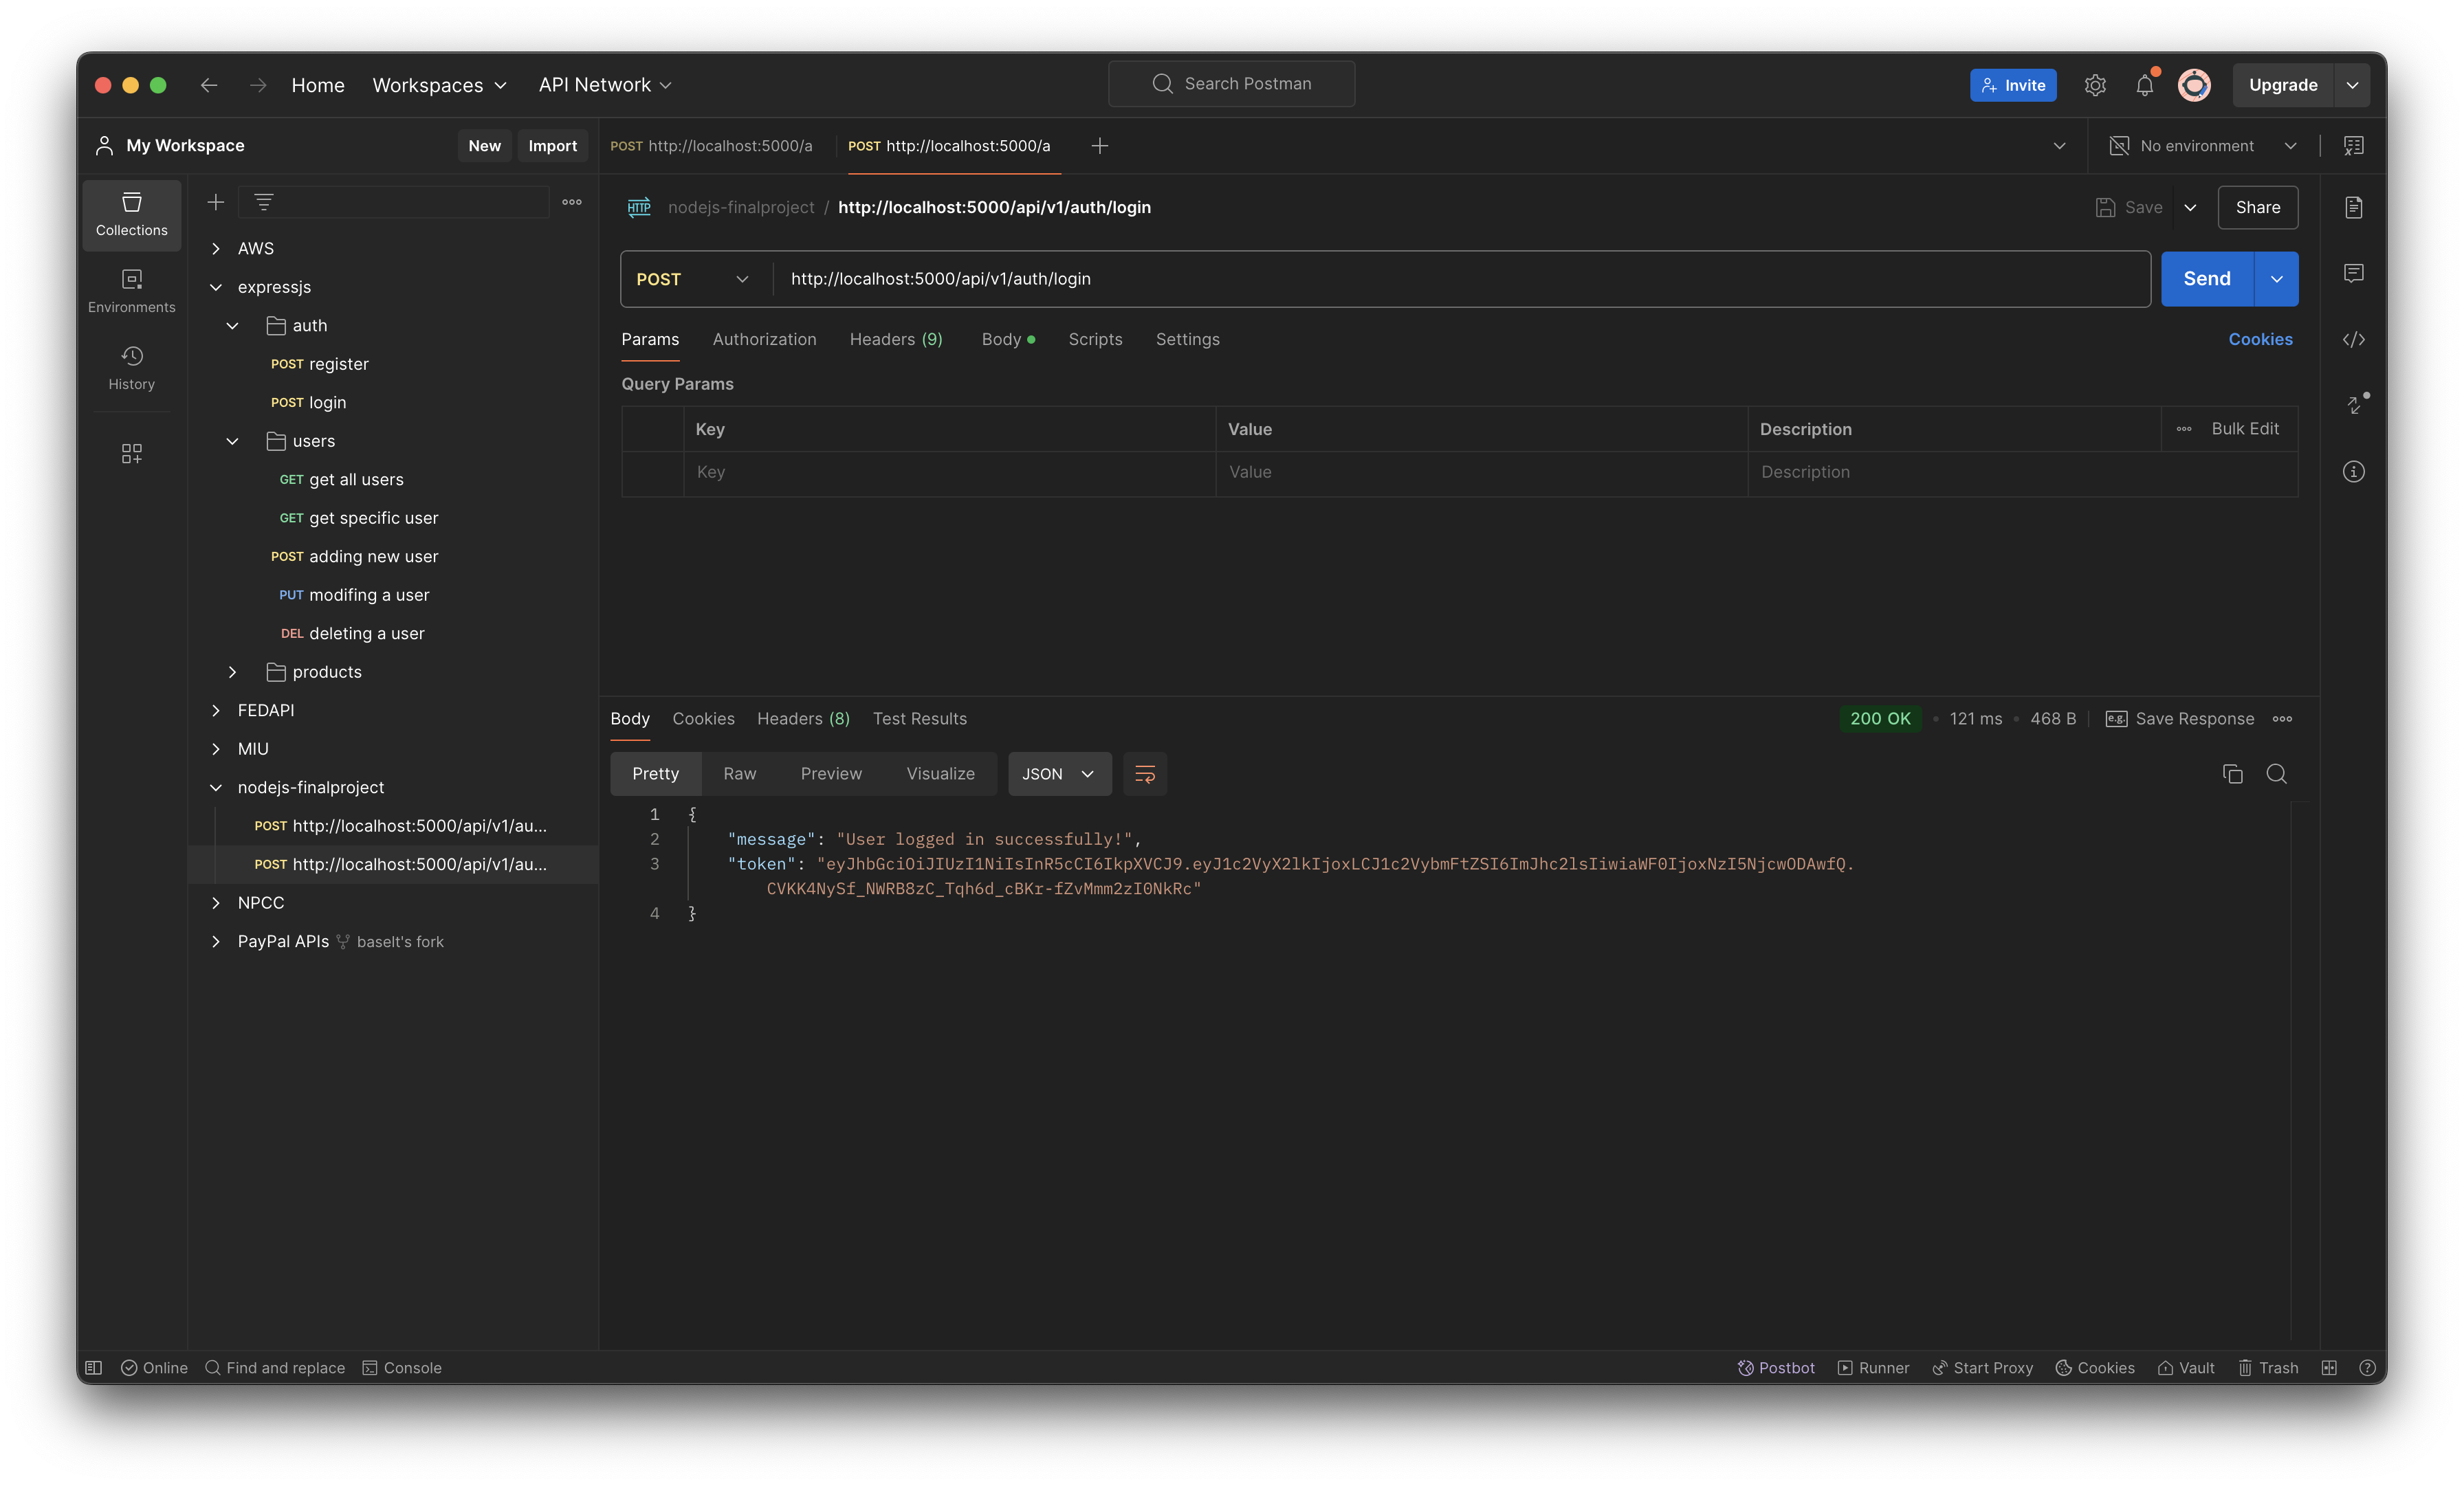 Home Workspaces API Network Search Postman Invite Upgrade
My Workspace New Import
POST http://localhost:5000/a POST http://localhost:5000/a No environment
Collections
Environments
History
AWS
expressjs
auth
POST register
POST login
users
GET get all users
GET get specific user
POST adding new user
PUT modifing a user
DEL deleting a user
products
FEDAPI
MIU
nodejs-finalproject
POST http://localhost:5000/api/v1/au...
POST http://localhost:5000/api/v1/au...
NPCC
PayPal APIs baselt's fork
HTTP nodejs-finalproject / http://localhost:5000/api/v1/auth/login Save Share
POST http://localhost:5000/api/v1/auth/login Send
Params Authorization Headers (9) Body Scripts Settings Cookies
Query Params
Key Value Description Bulk Edit
Key Value Description
Body Cookies Headers (8) Test Results 200 OK 121 ms 468 B e.g. Save Response
Pretty Raw Preview Visualize JSON
1 {
2 "message": "User logged in successfully!",
3 "token": "eyJhbGciOiJIUzI1NiIsInR5cCI6IkpXVCJ9.eyJ1c2VyX2lkIjoxLCJ1c2VybmFtZSI6ImJhc2lsIiwiaWF0IjoxNzI5NjcwODAwfQ.
CVKK4NySf_NWRB8zC_Tqh6d_cBKr-fZvMmm2zI0NkRc"
4 }
Online Find and replace Console Postbot Runner Start Proxy Cookies Vault Trash